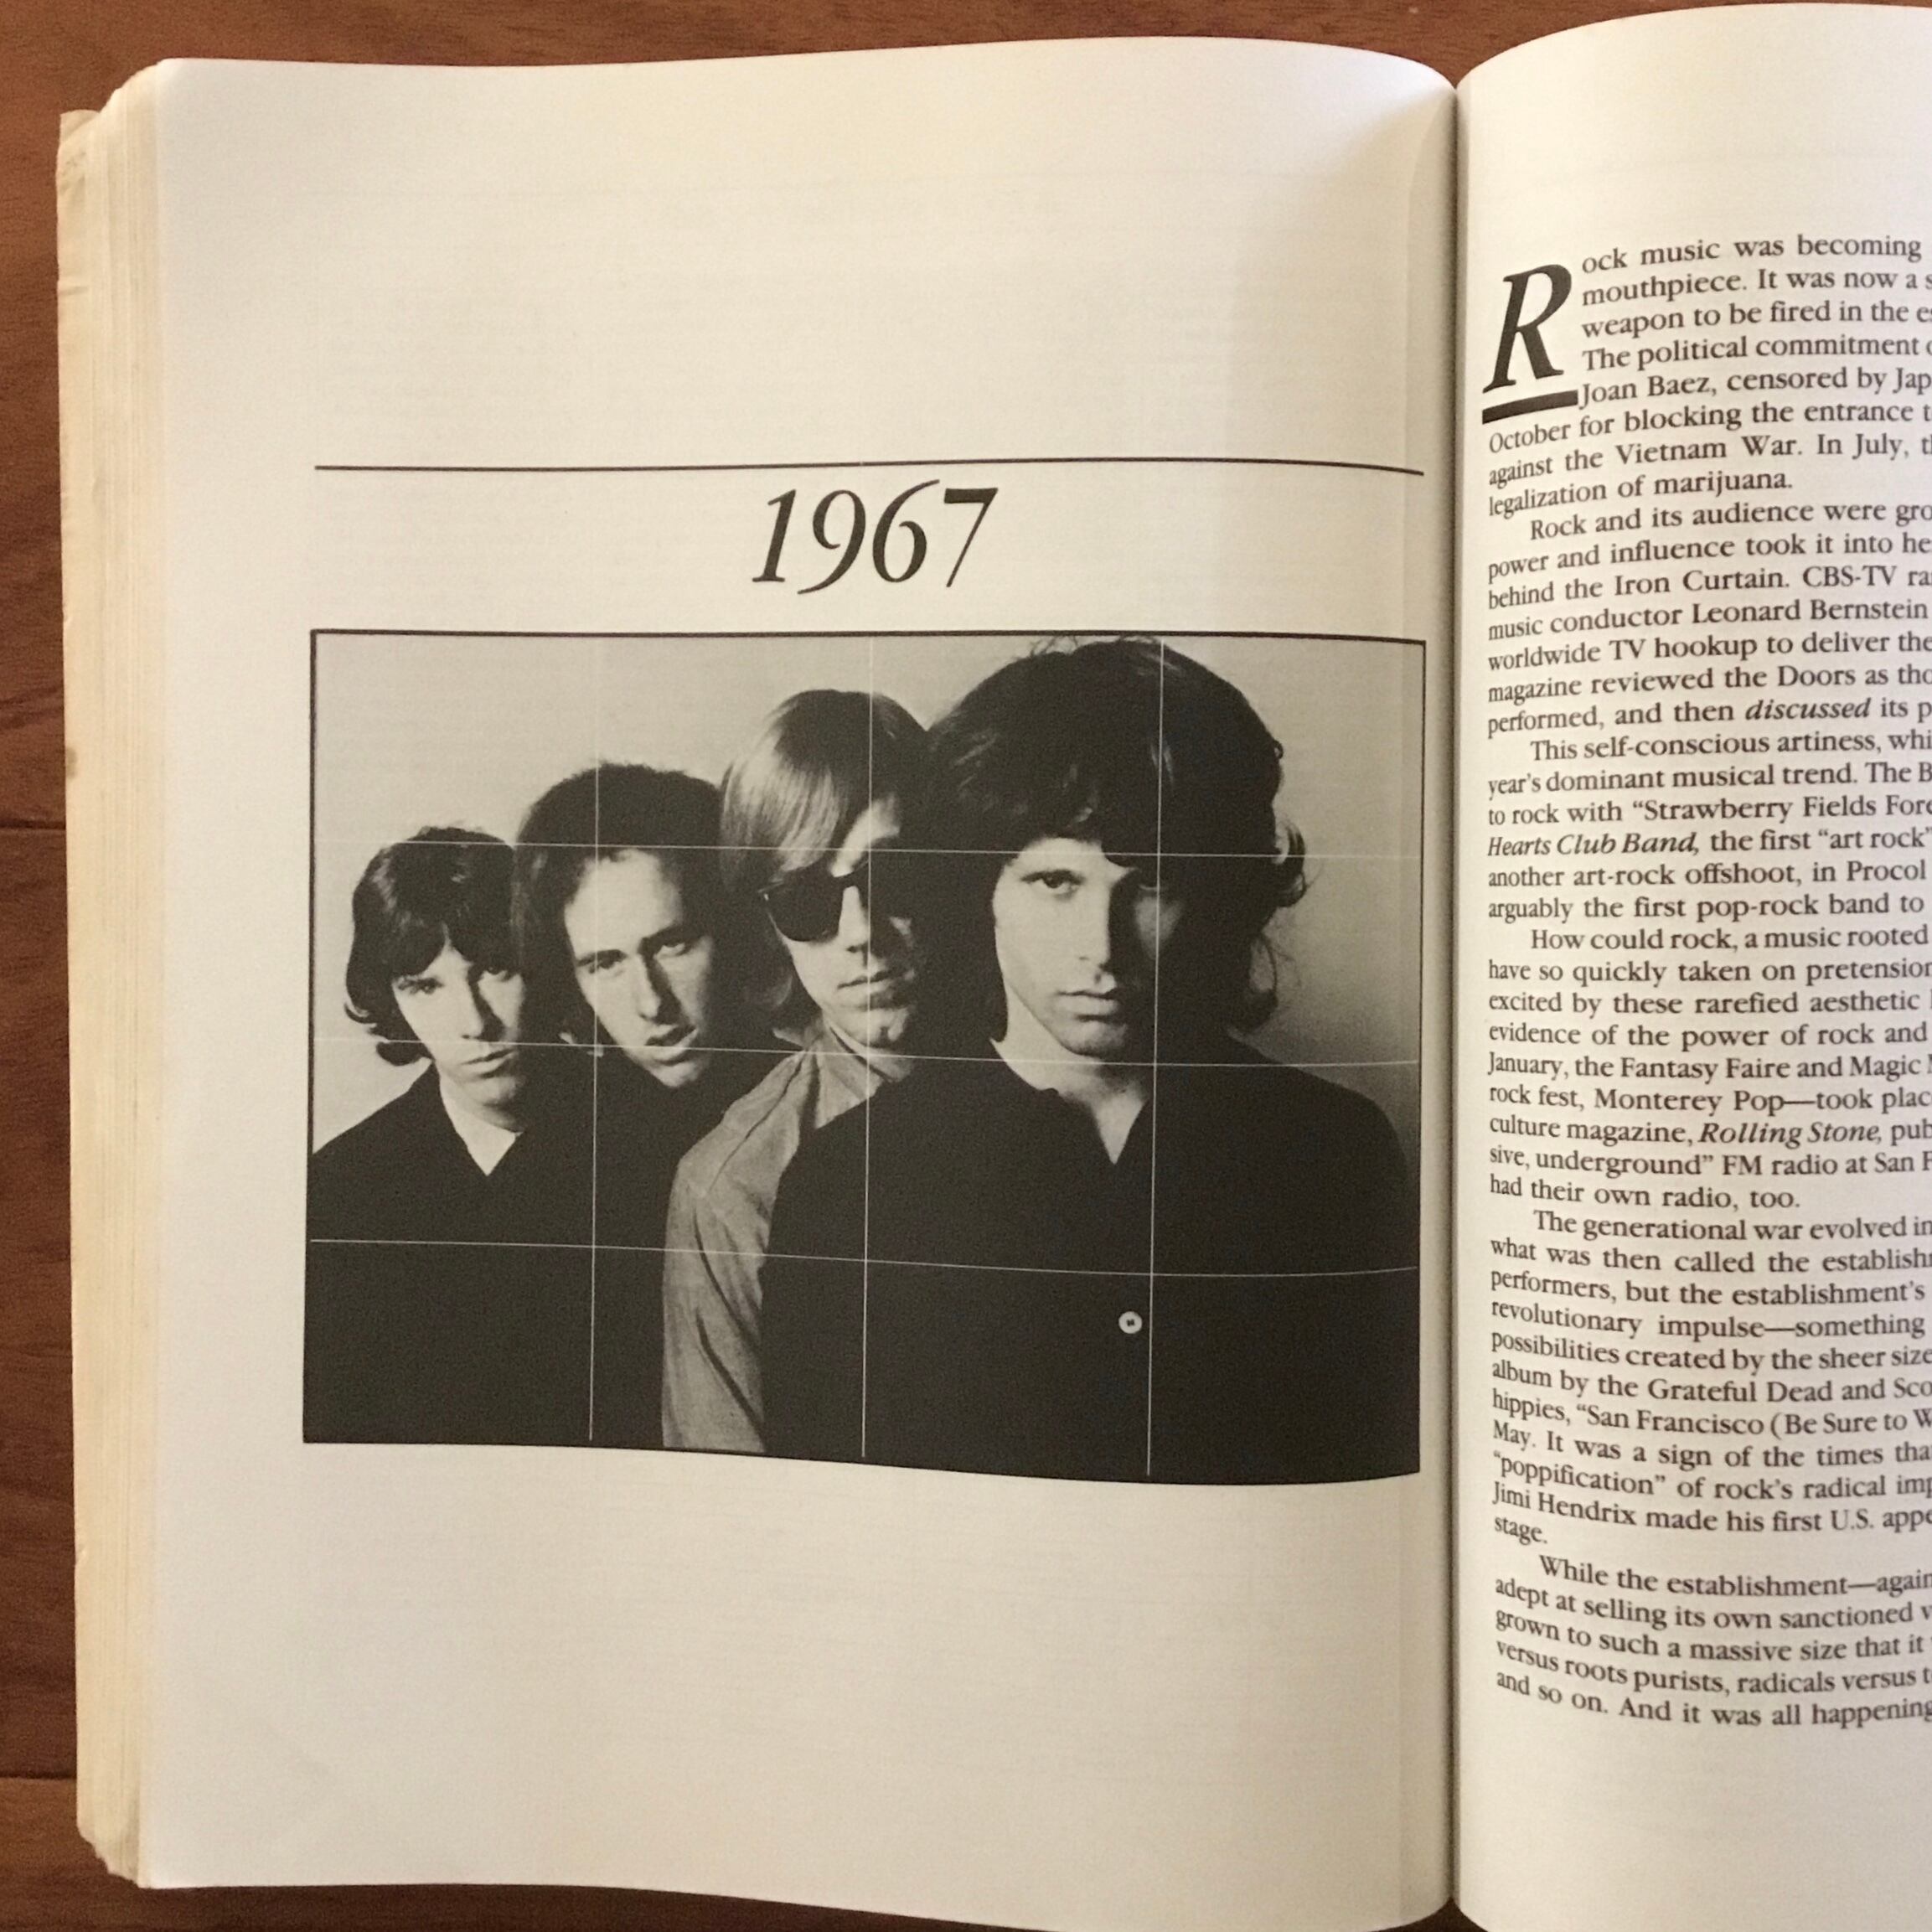 1967
Rock music was becoming
mouthpiece. It was now a
weapon to be fired in the
The political commitment
Joan Baez, censored by
October for blocking the entrance
against the Vietnam War. In July,
legalization of marijuana.
Rock and its audience were
power and influence took it into
behind the Iron Curtain. CBS-TV
music conductor Leonard Bernstein
worldwide TV hookup to deliver the
magazine reviewed the Doors as
performed, and then discussed its
This self-conscious artiness,
year's dominant musical trend. The
to rock with “Strawberry Fields
Hearts Club Band, the first “art rock”
another art-rock offshoot, in Procol
arguably the first pop-rock band to
How could rock, a music rooted
have so quickly taken on
excited by these rarefied aesthetic
evidence of the power of rock and
January, the Fantasy Faire and Magic
rock fest, Monterey Pop—took
culture magazine, Rolling Stone,
sive, underground” FM radio at San
had their own radio, too.
The generational war evolved
what was then called the
performers, but the establishment's
revolutionary impulse—something
possibilities created by the sheer
album by the Grateful Dead and
hippies, “San Francisco (Be Sure to
May. It was a sign of the times
“poppification” of rock's radical
Jimi Hendrix made his first U.S.
stage.
While the establishment—
adept at selling its own sanctioned
grown to such a massive size that it
versus roots purists, radicals versus
and so on. And it was all happening